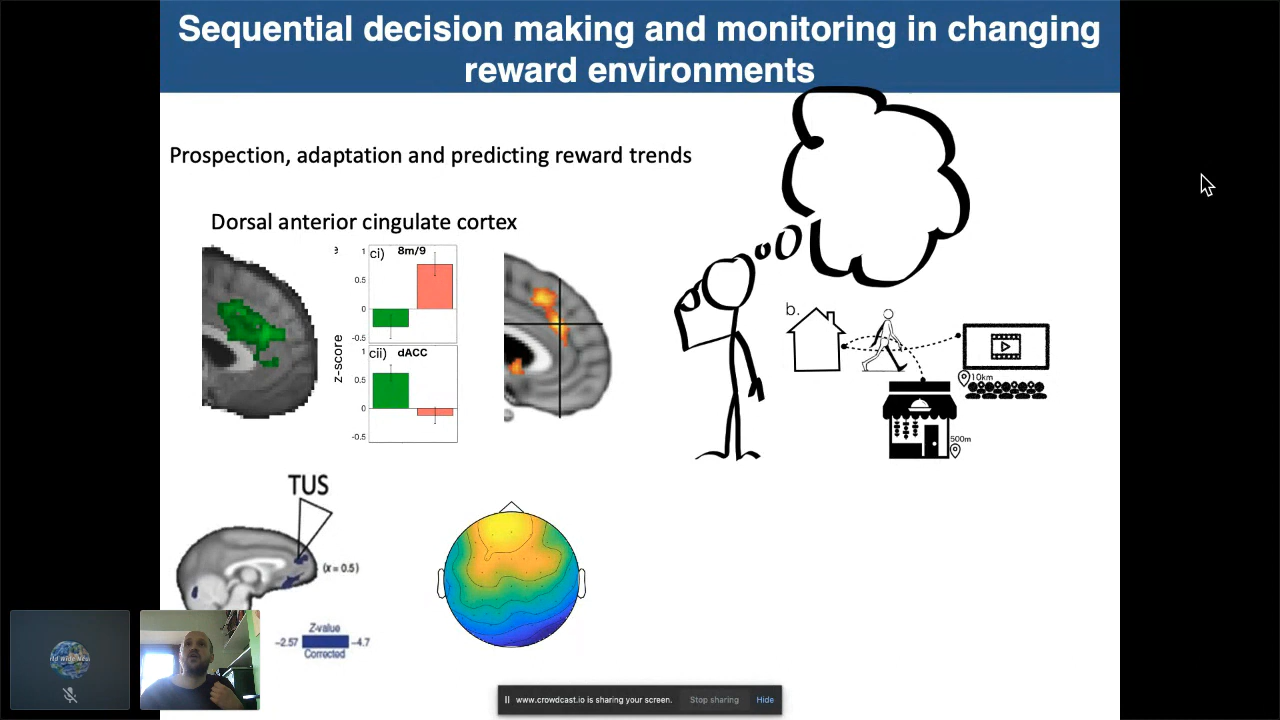 Sequential decision making and monitoring in changing
reward environments
Prospection, adaptation and predicting reward trends
Dorsal anterior cingulate cortex
ci) 8m/9
1
0.5
0
-0.5
cii) dACC
1
0.5
0
-0.5
z-score
b.
10km
500m
TUS
(x = 0.5)
Z-value
-2.57 -4.7
Corrected
www.crowdcast.io is sharing your screen. Stop sharing Hide